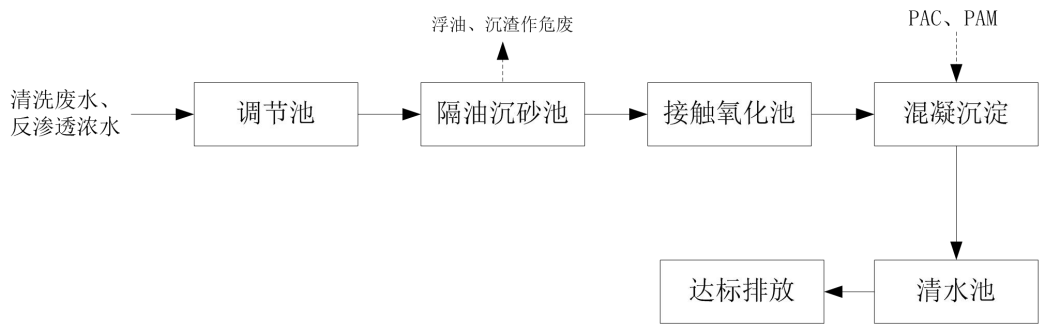 浮油、沉渣作危废
PAC、PAM
清洗废水、
反渗透浓水
调节池
隔油沉砂池
接触氧化池
混凝沉淀
达标排放
清水池